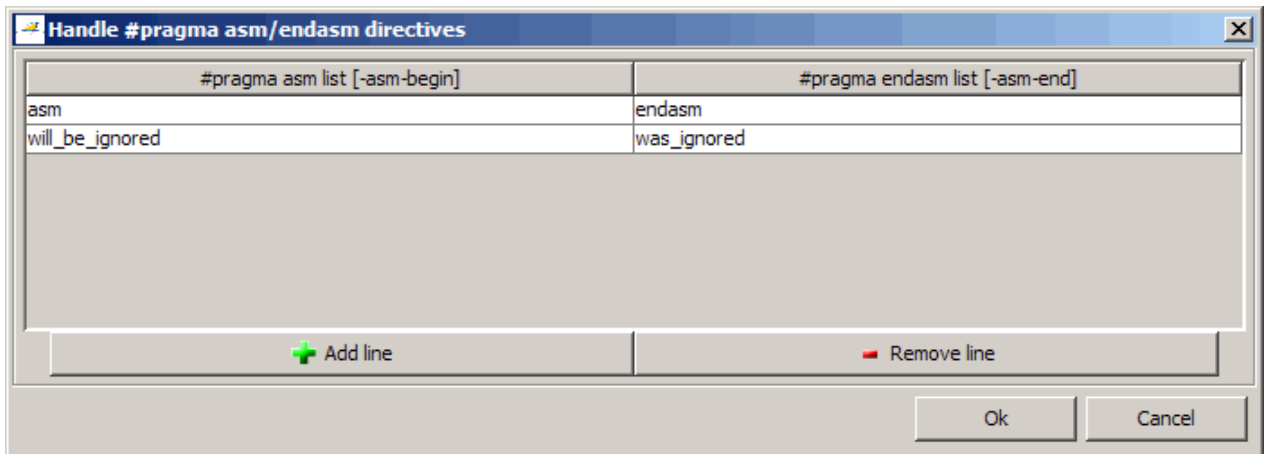 Handle #pragma asm/endasm directives
#pragma asm list [-asm-begin] #pragma endasm list [-asm-end]
asm endasm
will_be_ignored was_ignored
Add line Remove line
Ok Cancel